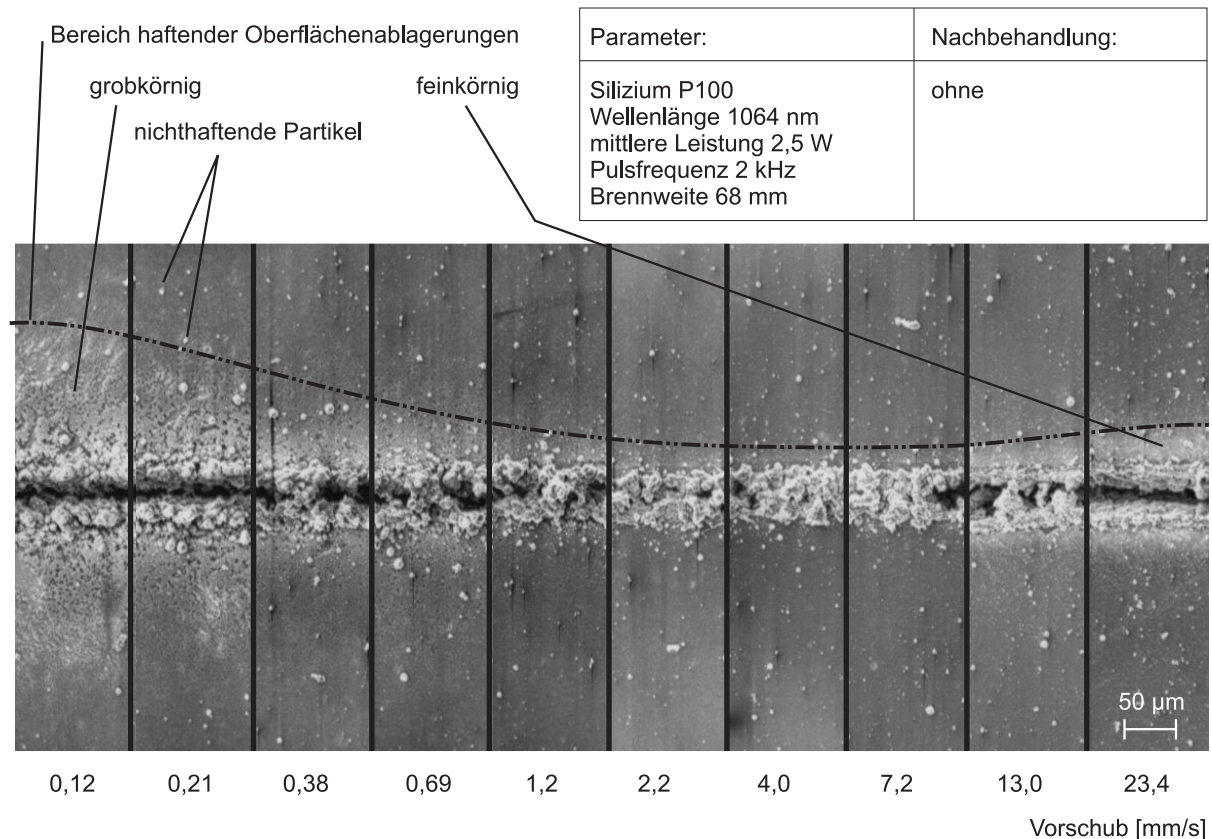 Bereich haftender Oberflächenablagerungen
grobkörnig
feinkörnig
nichthaftende Partikel
Parameter:
Nachbehandlung:
Silizium P100
ohne
Wellenlänge 1064 nm
mittlere Leistung 2,5 W
Pulsfrequenz 2 kHz
Brennweite 68 mm
50 µm
0,12 0,21 0,38 0,69 1,2 2,2 4,0 7,2 13,0 23,4
Vorschub [mm/s]